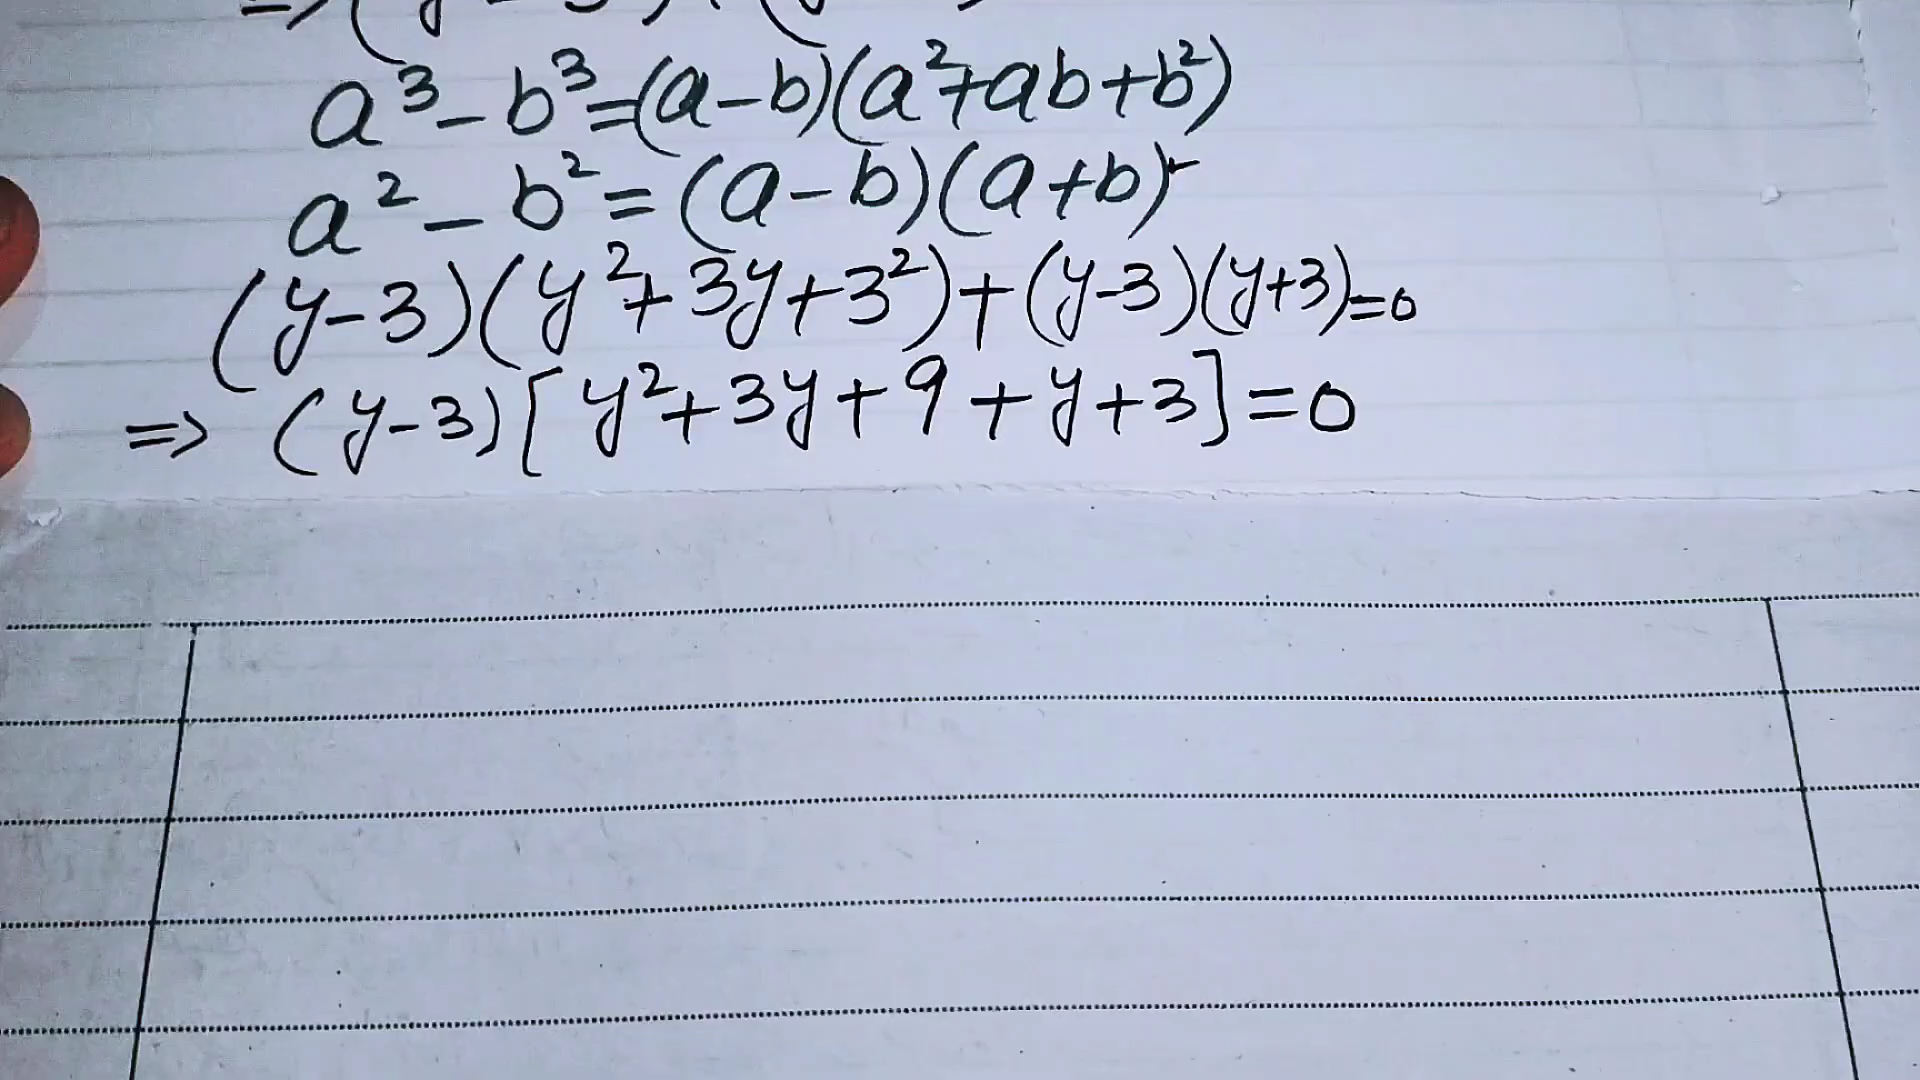 a³-b³=(a-b)(a²+ab+b²)
a²-b²=(a-b)(a+b)
(y-3)(y²+3y+3²)+(y-3)(y+3)=0
=> (y-3)[y²+3y+9+y+3]=0